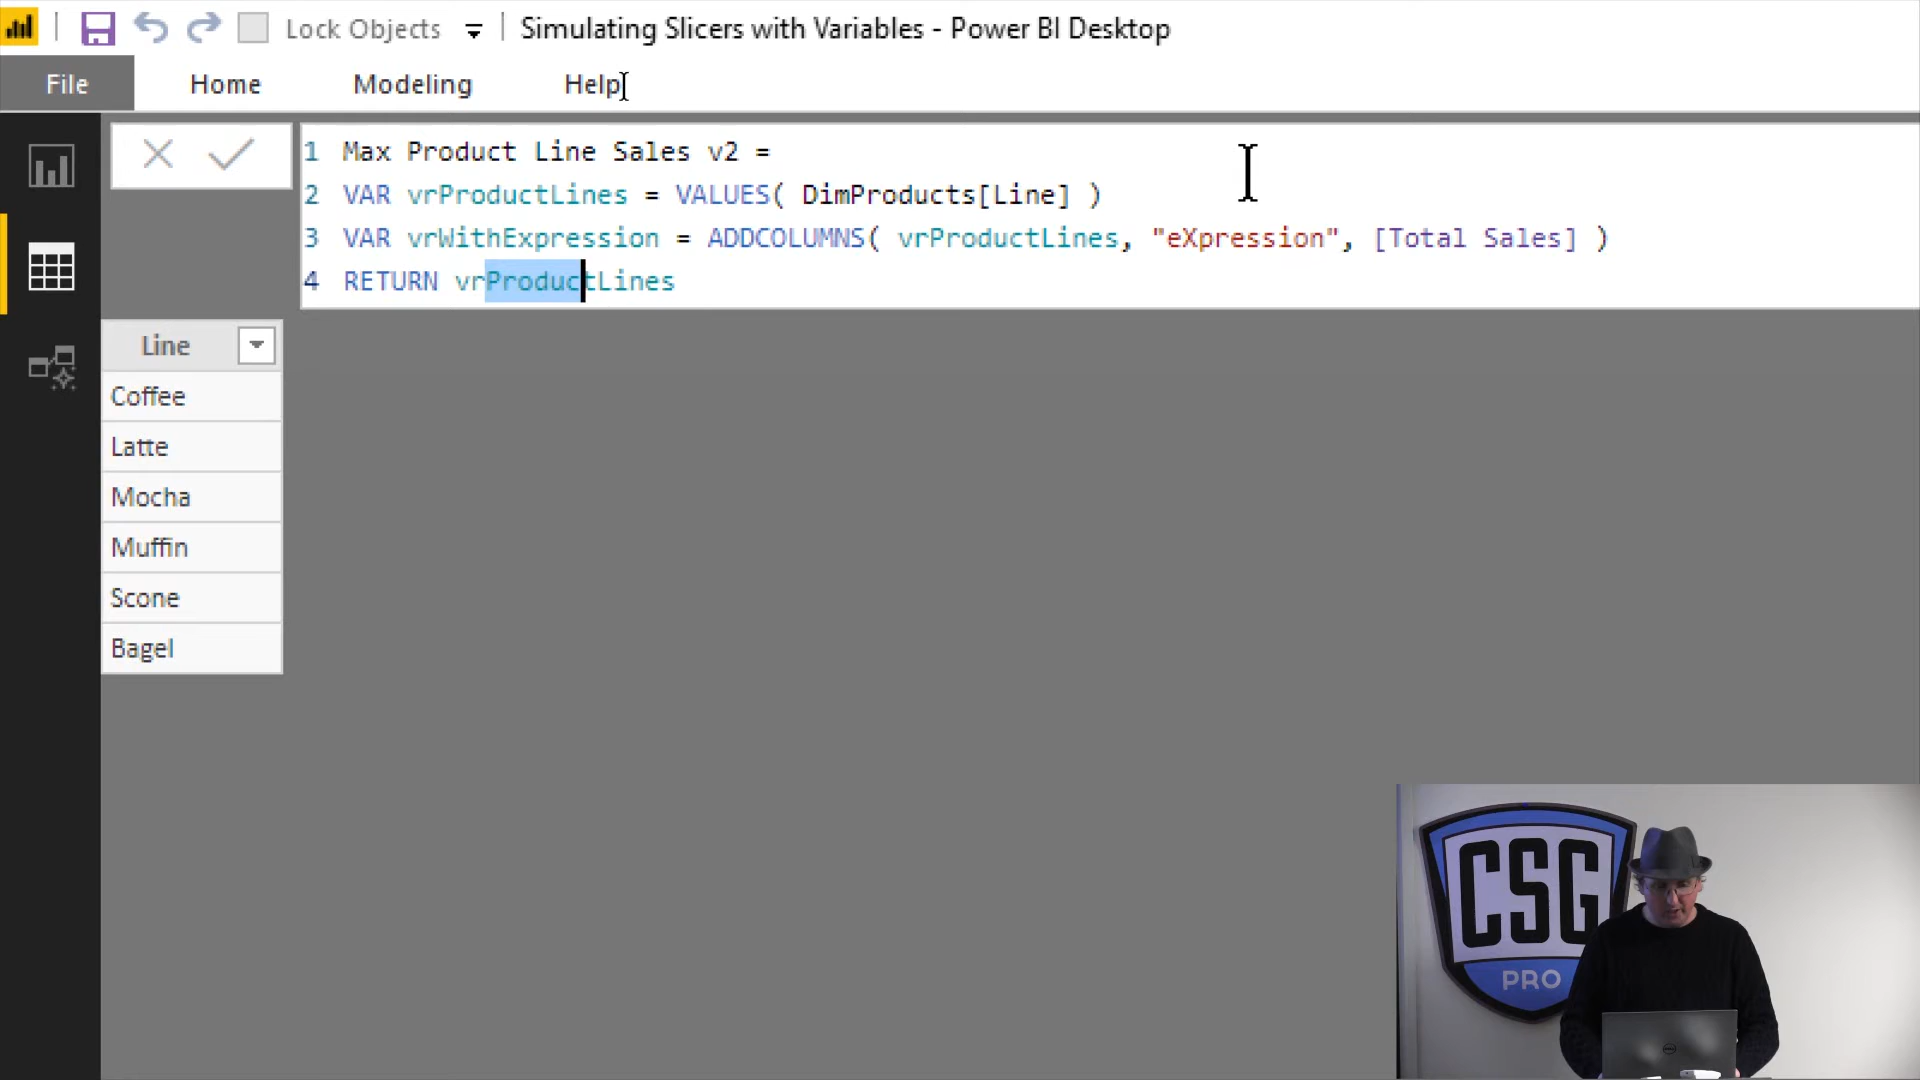 Lock Objects
Simulating Slicers with Variables - Power BI Desktop
File Home Modeling Help
1 Max Product Line Sales v2 =
2 VAR vrProductLines = VALUES( DimProducts[Line] )
3 VAR vrWithExpression = ADDCOLUMNS( vrProductLines, "eXpression", [Total Sales] )
4 RETURN vrProductLines
Line
Coffee
Latte
Mocha
Muffin
Scone
Bagel
CSG
PRO